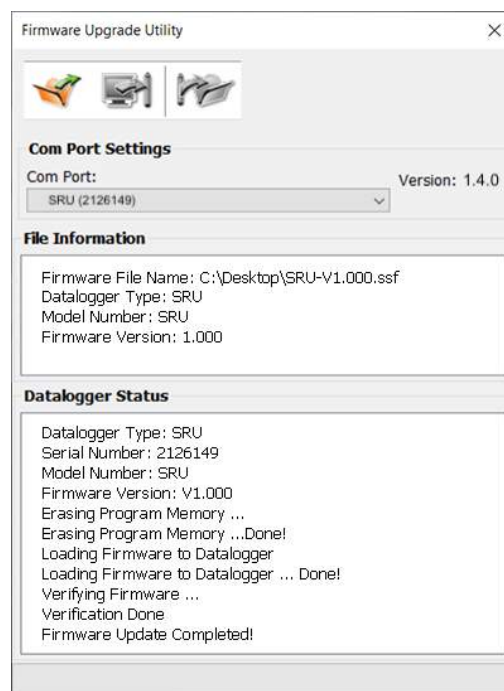 Firmware Upgrade Utility
Com Port Settings
Com Port:
Version: 1.4.0
SRU (2126149)
File Information
Firmware File Name: C:\Desktop\SRU-V1.000.ssf
Datalogger Type: SRU
Model Number: SRU
Firmware Version: 1.000
Datalogger Status
Datalogger Type: SRU
Serial Number: 2126149
Model Number: SRU
Firmware Version: V1.000
Erasing Program Memory ...
Erasing Program Memory ...Done!
Loading Firmware to Datalogger
Loading Firmware to Datalogger ... Done!
Verifying Firmware ...
Verification Done
Firmware Update Completed!